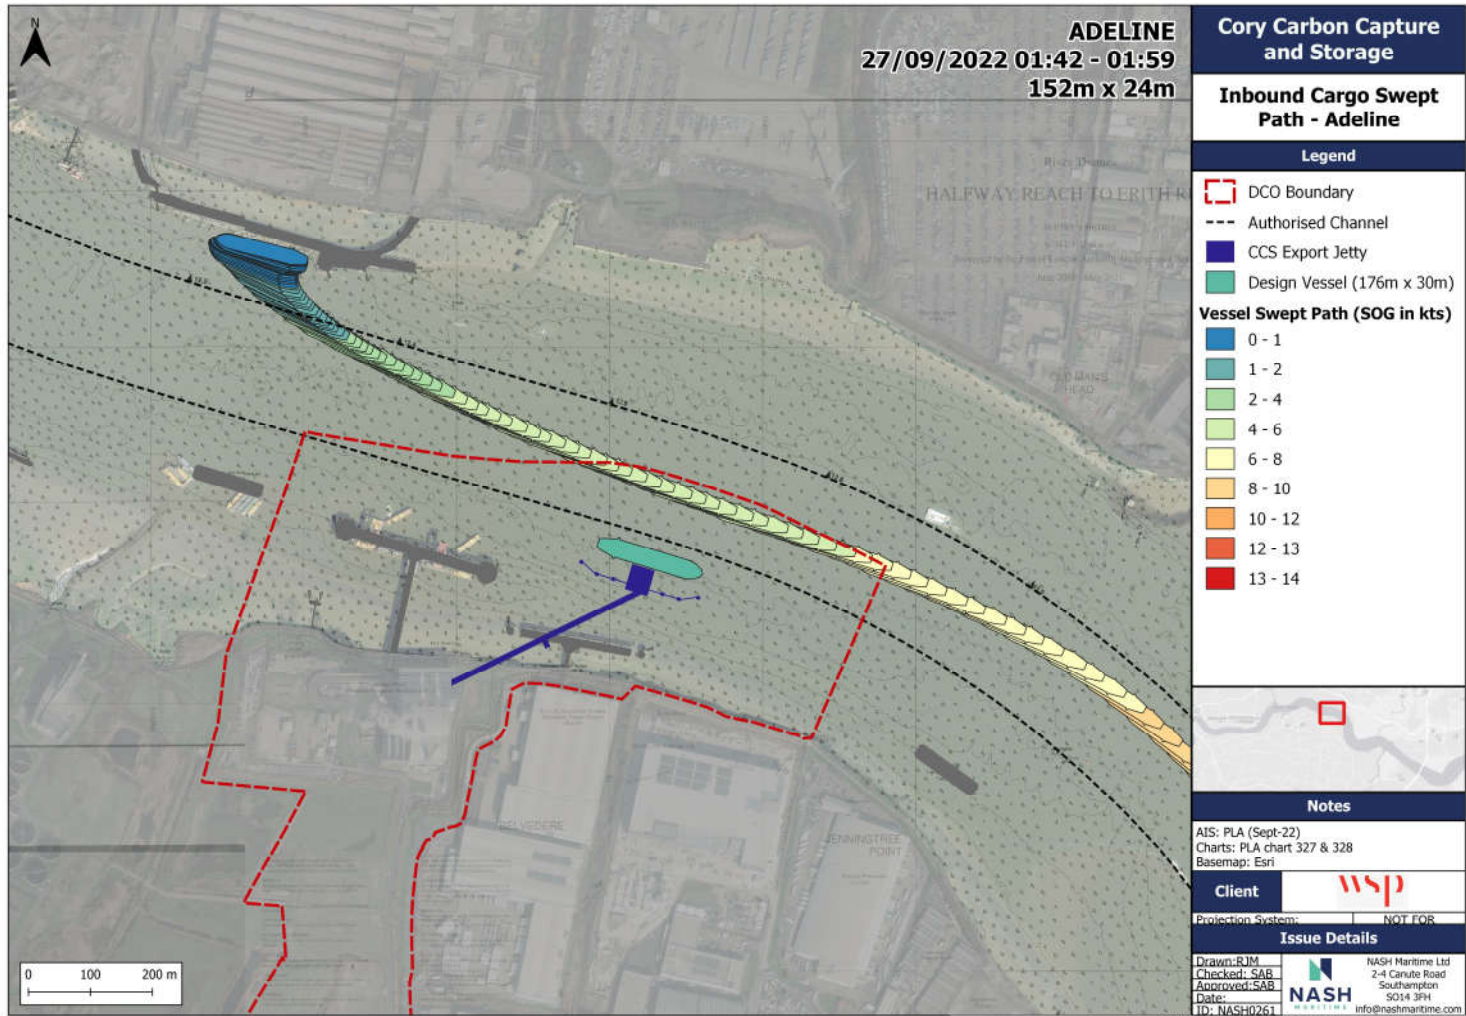 N
ADELINE
27/09/2022 01:42 - 01:59
152m x 24m
HALFWAY REACH TO ERITH
OLDMAN'S
HEAD
BELVEDERE
JENNINGTREE
POINT
0 100 200 m
Cory Carbon Capture
and Storage
Inbound Cargo Swept
Path - Adeline
Legend
DCO Boundary
Authorised Channel
CCS Export Jetty
Design Vessel (176m x 30m)
Vessel Swept Path (SOG in kts)
0 - 1
1 - 2
2 - 4
4 - 6
6 - 8
8 - 10
10 - 12
12 - 13
13 - 14
Notes
AIS: PLA (Sept-22)
Charts: PLA chart 327 & 328
Basemap: Esri
Client
wsp
Projection System:
NOT FOR
Issue Details
Drawn:RJM
Checked: SAB
Approved:SAB
Date:
ID: NASH0261
NASH
MARITIME
NASH Maritime Ltd
2-4 Canute Road
Southampton
SO14 3FH
info@nashmaritime.com